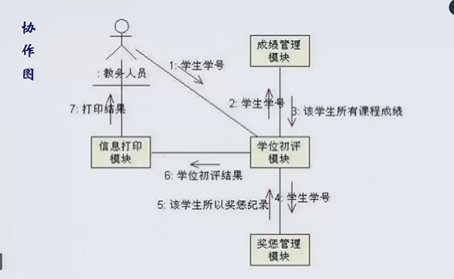 协作图
: 教务人员
1: 学生学号
成绩管理
模块
2: 学生学号
3: 该学生所有课程成绩
7: 打印结果
信息打印
模块
学位初评
模块
6: 学位初评结果
4: 学生学号
5: 该学生所以奖惩纪录
奖惩管理
模块